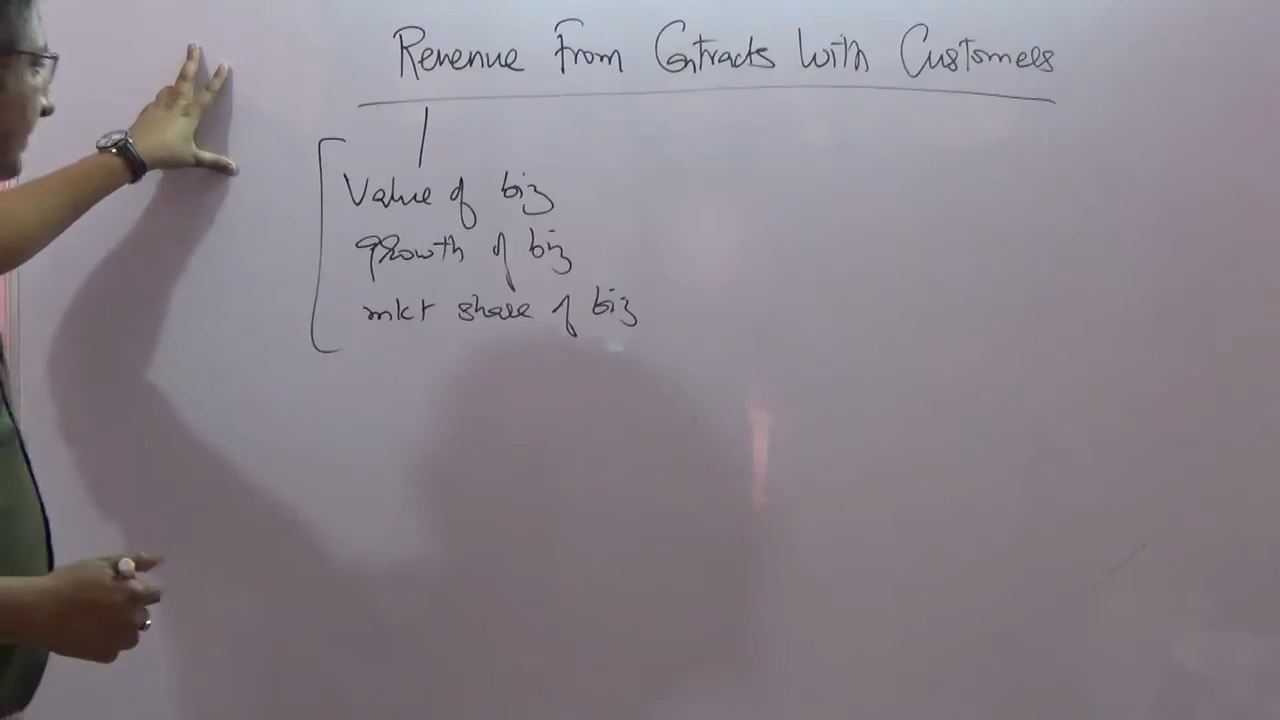 Revenue From Contracts With Customers
Value of biz
growth of biz
mkt share of biz